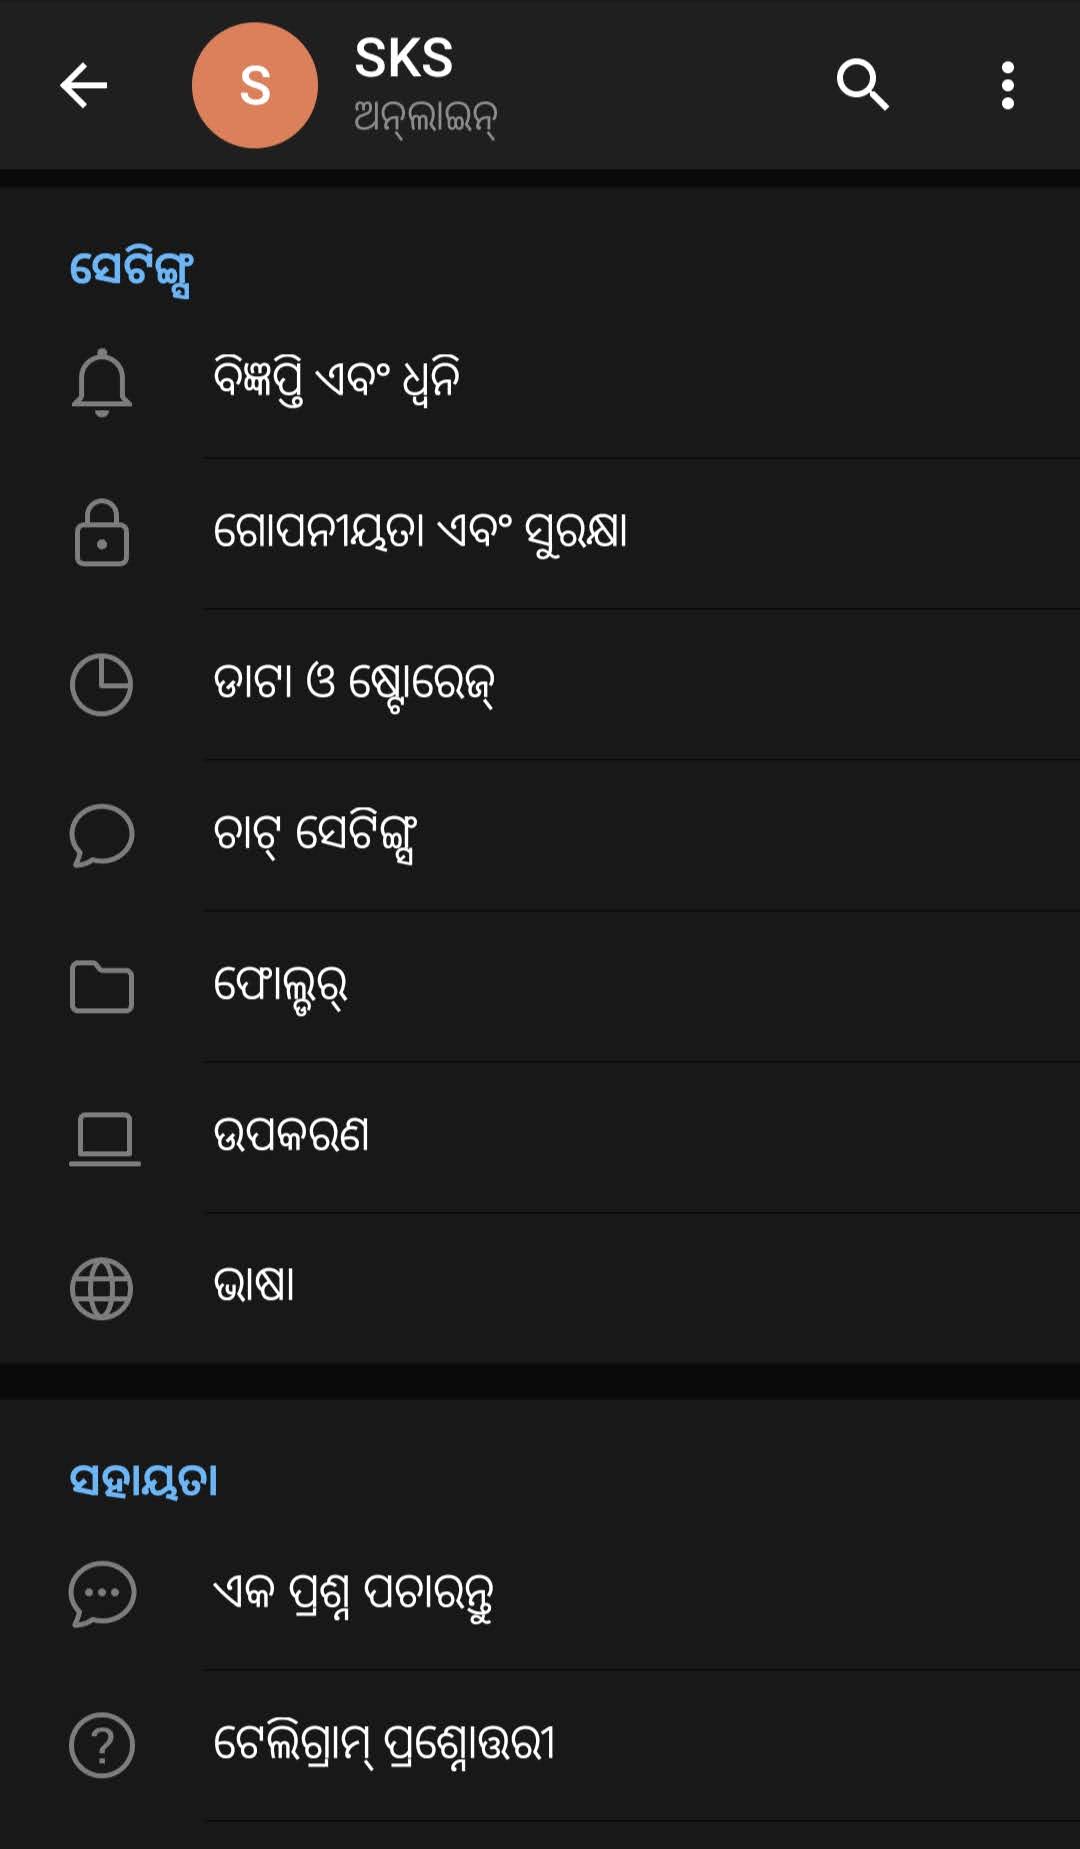 S
SKS
ଅନ୍‌ଲାଇନ୍
ସେଟିଙ୍ଗ୍ସ
ବିଜ୍ଞପ୍ତି ଏବଂ ଧ୍ୱନି
ଗୋପନୀୟତା ଏବଂ ସୁରକ୍ଷା
ଡାଟା ଓ ଷ୍ଟୋରେଜ୍
ଚାଟ୍ ସେଟିଙ୍ଗ୍ସ
ଫୋଲ୍ଡର୍
ଉପକରଣ
ଭାଷା
ସହାୟତା
ଏକ ପ୍ରଶ୍ନ ପଚାରନ୍ତୁ
ଟେଲିଗ୍ରାମ୍ ପ୍ରଶ୍ନୋତ୍ତରୀ